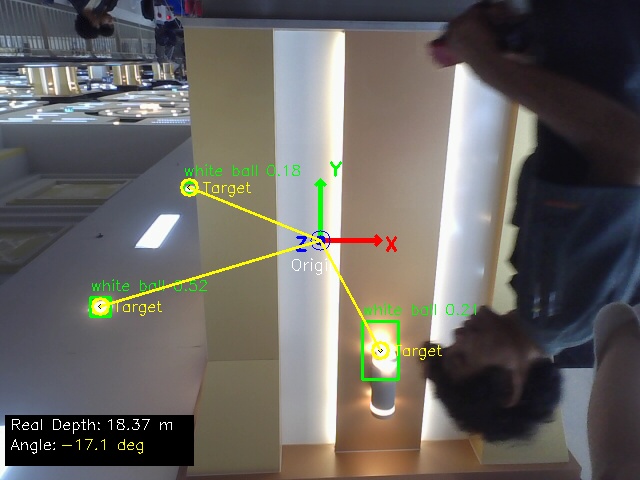 white ball 0.18
Target
Y
Z
X
Origi
white ball 0.52
Target
white ball 0.21
Target
Real Depth: 18.37 m
Angle: −17.1 deg